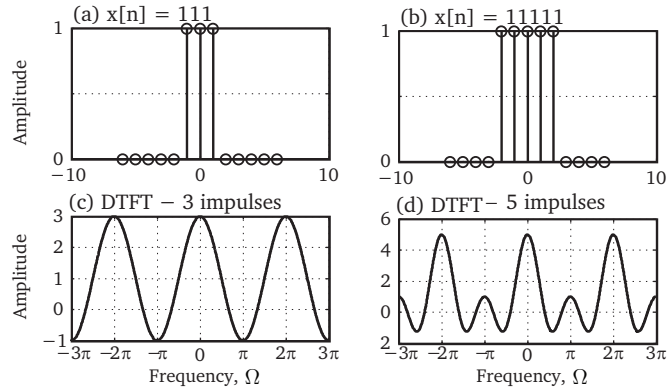 (a) x[n] = 111
(b) x[n] = 11111
Amplitude
1
0
−10
0
10
1
0
−10
0
10
(c) DTFT − 3 impulses
(d) DTFT − 5 impulses
Amplitude
3
2
1
0
−1
−3π
−2π
−π
0
π
2π
3π
Frequency, Ω
6
4
2
0
2
−3π
−2π
−π
0
π
2π
3π
Frequency, Ω